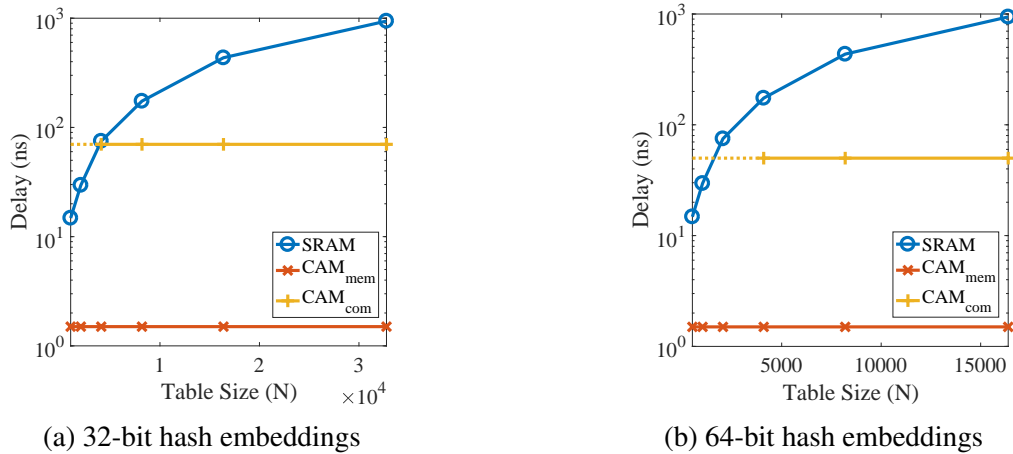 10^3
10^2
10^1
10^0
Delay (ns)
SRAM
CAM_mem
CAM_com
1
2
3
×10^4
Table Size (N)
(a) 32-bit hash embeddings
10^3
10^2
10^1
10^0
Delay (ns)
SRAM
CAM_mem
CAM_com
5000
10000
15000
Table Size (N)
(b) 64-bit hash embeddings